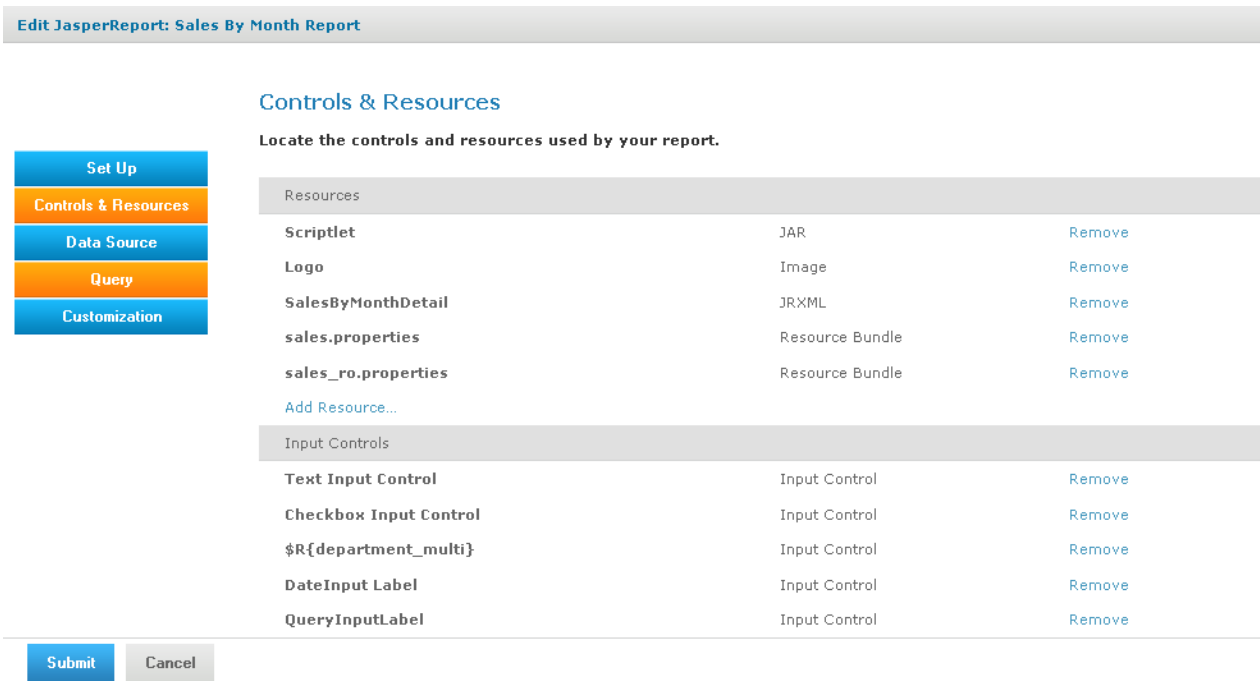 Edit JasperReport: Sales By Month Report
Controls & Resources
Locate the controls and resources used by your report.
Set Up
Controls & Resources
Data Source
Query
Customization
Resources
Scriptlet JAR Remove
Logo Image Remove
SalesByMonthDetail JRXML Remove
sales.properties Resource Bundle Remove
sales_ro.properties Resource Bundle Remove
Add Resource...
Input Controls
Text Input Control Input Control Remove
Checkbox Input Control Input Control Remove
$R{department_multi} Input Control Remove
DateInput Label Input Control Remove
QueryInputLabel Input Control Remove
Submit Cancel